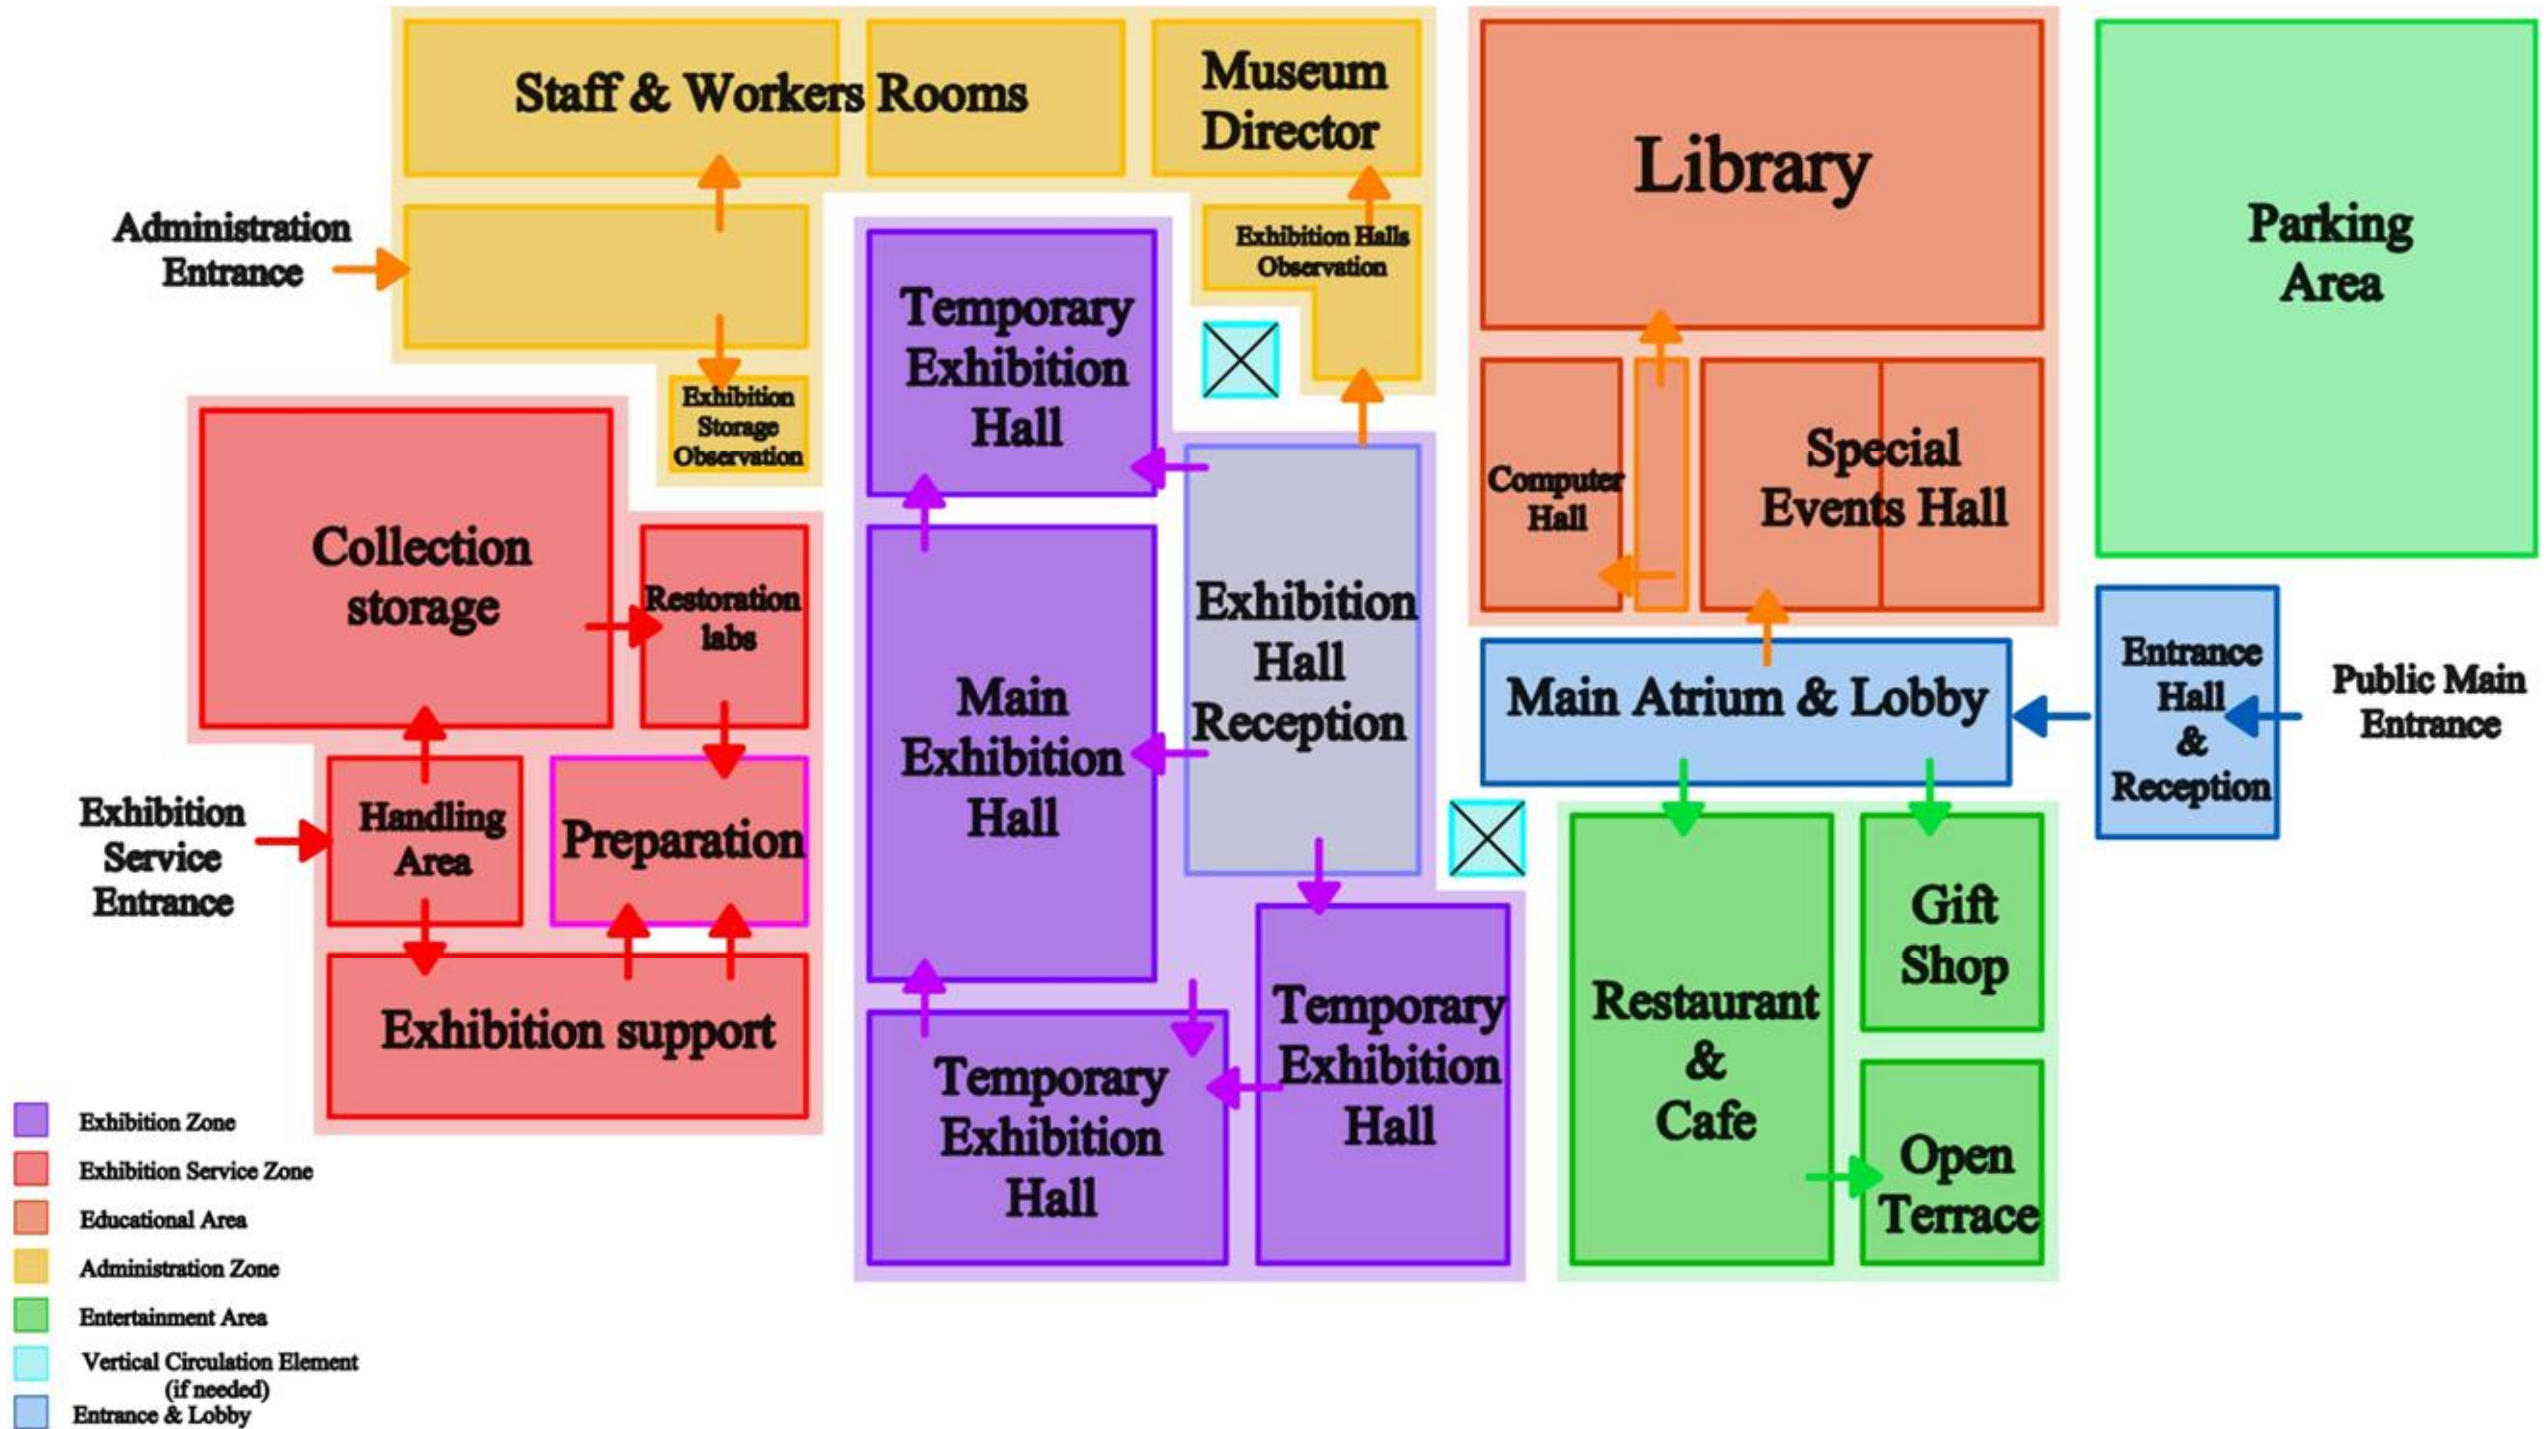 Staff & Workers Rooms
Museum
Director
Library
Parking
Area
Administration
Entrance
Exhibition Halls
Observation
Temporary
Exhibition
Hall
Exhibition
Storage
Observation
Computer
Hall
Special
Events Hall
Collection
storage
Restoration
labs
Exhibition
Hall
Reception
Main
Exhibition
Hall
Main Atrium & Lobby
Entrance
Hall
&
Reception
Public Main
Entrance
Exhibition
Service
Entrance
Handling
Area
Preparation
Gift
Shop
Exhibition support
Temporary
Exhibition
Hall
Temporary
Exhibition
Hall
Restaurant
&
Cafe
Open
Terrace
Exhibition Zone
Exhibition Service Zone
Educational Area
Administration Zone
Entertainment Area
Vertical Circulation Element
(if needed)
Entrance & Lobby